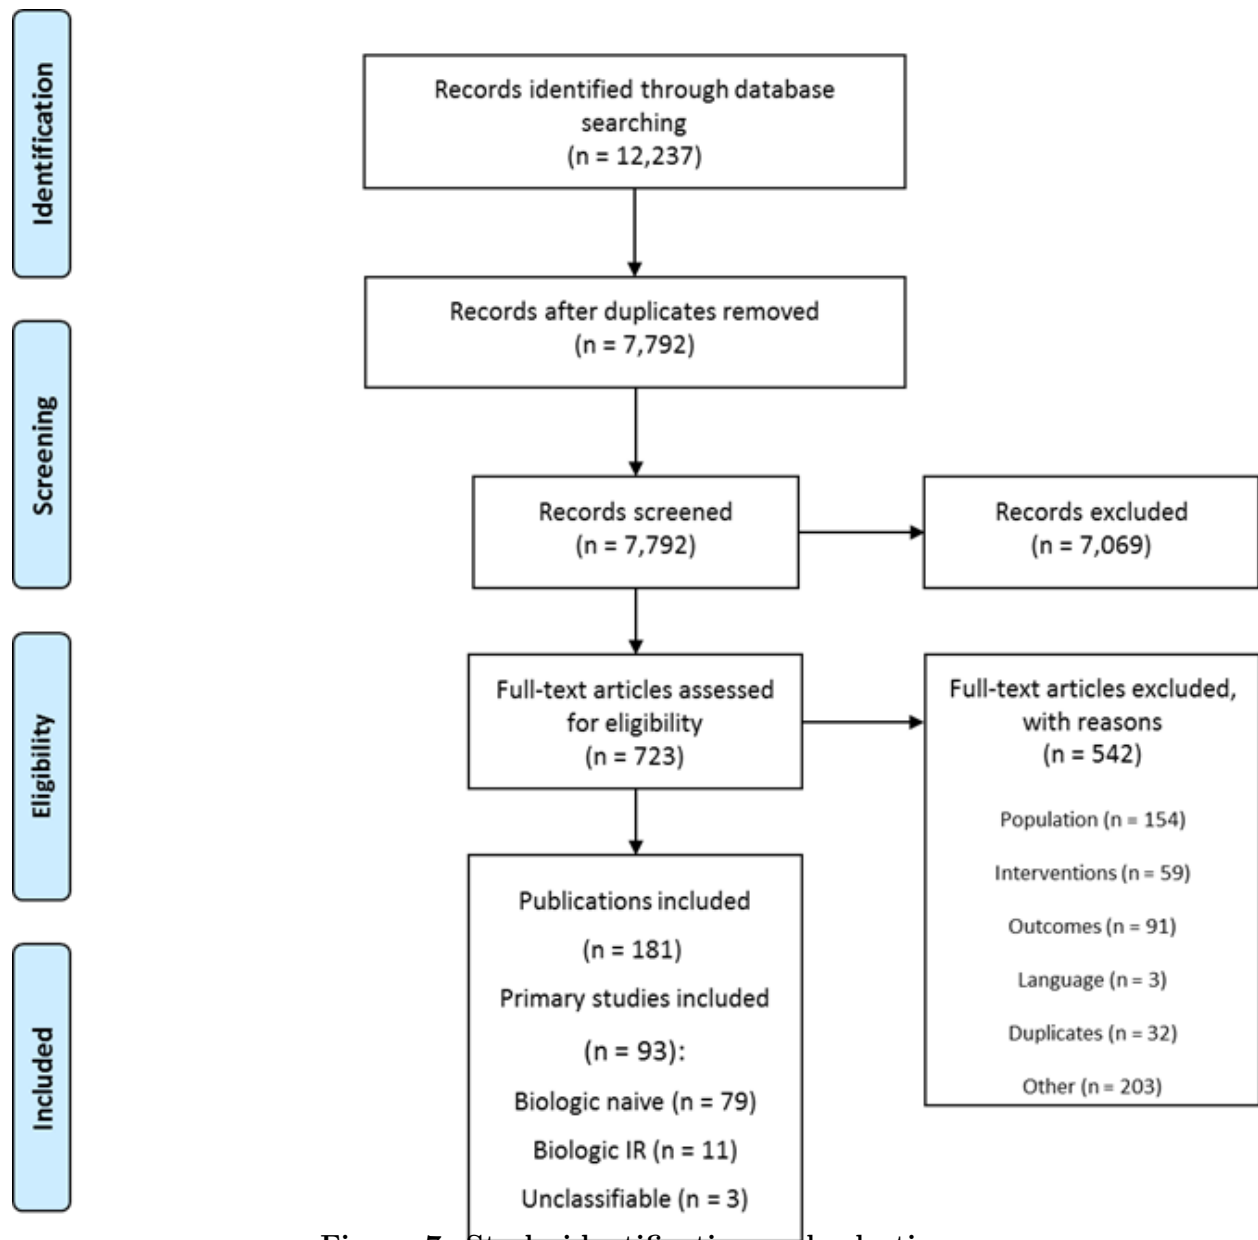 Identification
Records identified through database
searching
(n = 12,237)
Records after duplicates removed
(n = 7,792)
Screening
Records screened
(n = 7,792)
Records excluded
(n = 7,069)
Eligibility
Full-text articles assessed
for eligibility
(n = 723)
Full-text articles excluded,
with reasons
(n = 542)
Population (n = 154)
Interventions (n = 59)
Outcomes (n = 91)
Language (n = 3)
Duplicates (n = 32)
Other (n = 203)
Included
Publications included
(n = 181)
Primary studies included
(n = 93):
Biologic naive (n = 79)
Biologic IR (n = 11)
Unclassifiable (n = 3)